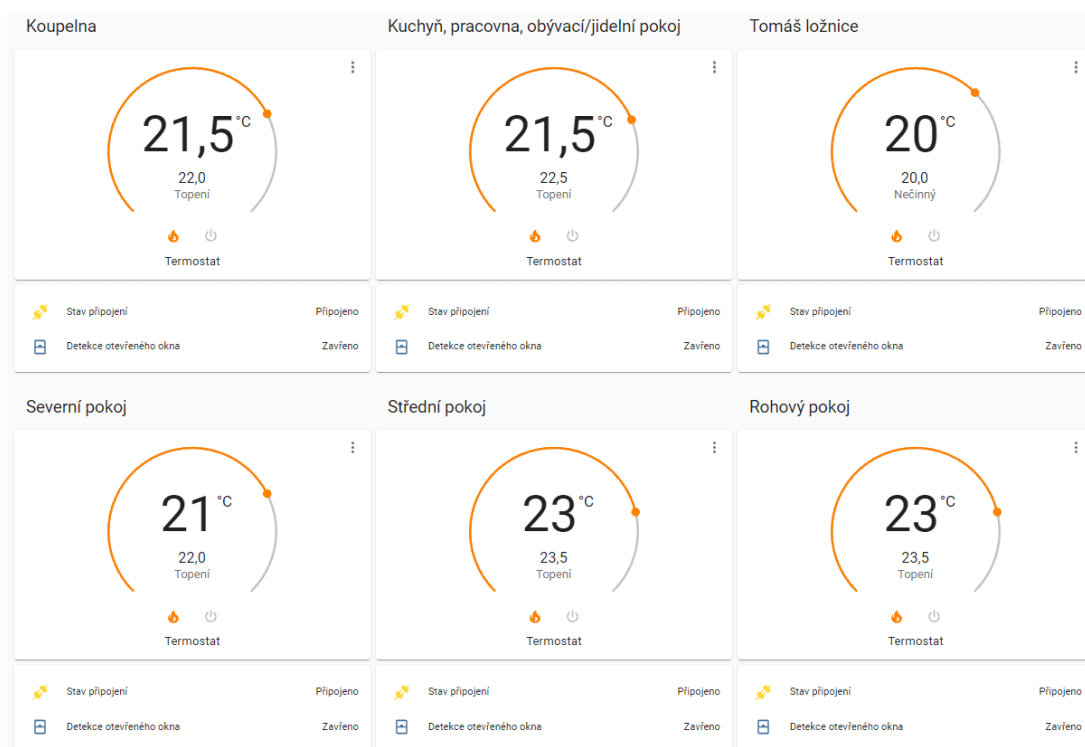 Koupelna
21,5 °C
22,0
Topení
Termostat
Stav připojení Připojeno
Detekce otevřeného okna Zavřeno
Kuchyň, pracovna, obývací/jidelní pokoj
21,5 °C
22,5
Topení
Termostat
Stav připojení Připojeno
Detekce otevřeného okna Zavřeno
Tomáš ložnice
20 °C
20,0
Nečinný
Termostat
Stav připojení Připojeno
Detekce otevřeného okna Zavřeno
Severní pokoj
21 °C
22,0
Topení
Termostat
Stav připojení Připojeno
Detekce otevřeného okna Zavřeno
Střední pokoj
23 °C
23,5
Topení
Termostat
Stav připojení Připojeno
Detekce otevřeného okna Zavřeno
Rohový pokoj
23 °C
23,5
Topení
Termostat
Stav připojení Připojeno
Detekce otevřeného okna Zavřeno